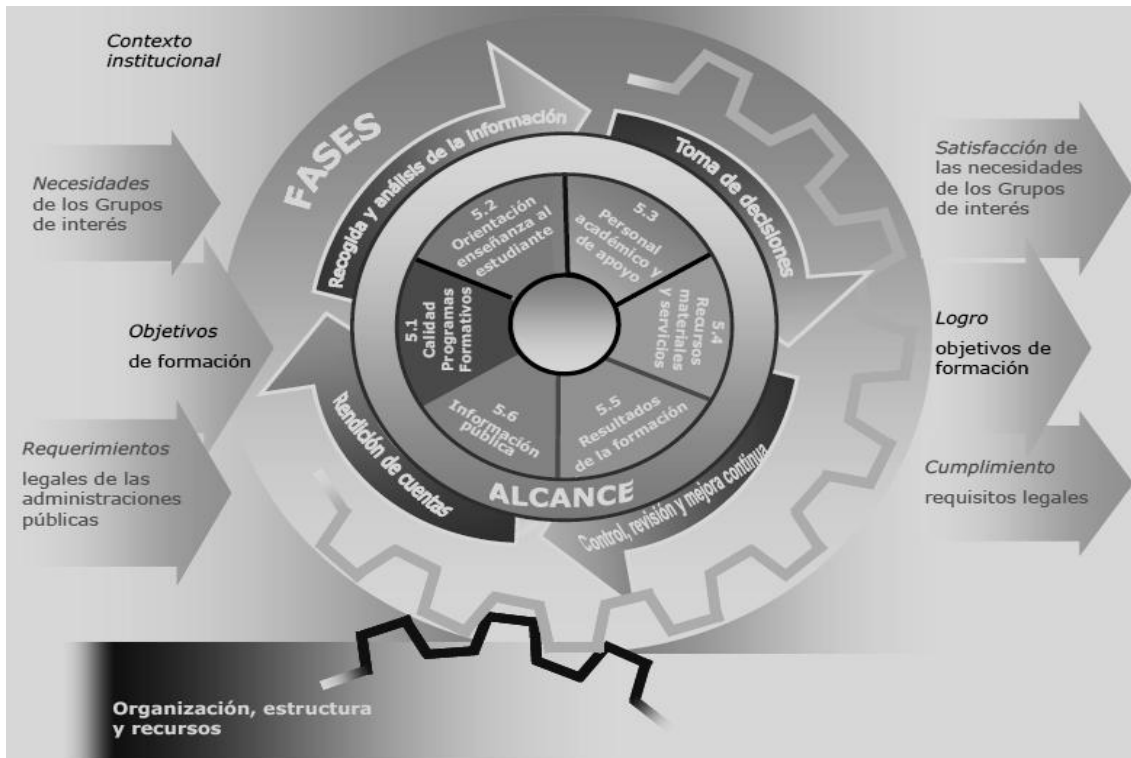 Contexto
institucional
Necesidades
de los Grupos
de interés
Objetivos
de formación
Requerimientos
legales de las
administraciones
públicas
FASES
Recogida y análisis de la información
Toma de decisiones
Control, revisión y mejora continua
Rendición de cuentas
5.1
Calidad
Programas
Formativos
5.2
Orientación
enseñanza al
estudiante
5.3
Personal
académico y
de apoyo
5.4
Recursos
materiales
y servicios
5.5
Resultados
de la formación
5.6
Información
pública
ALCANCE
Satisfacción de
las necesidades
de los Grupos
de interés
Logro
objetivos de
formación
Cumplimiento
requisitos legales
Organización, estructura
y recursos